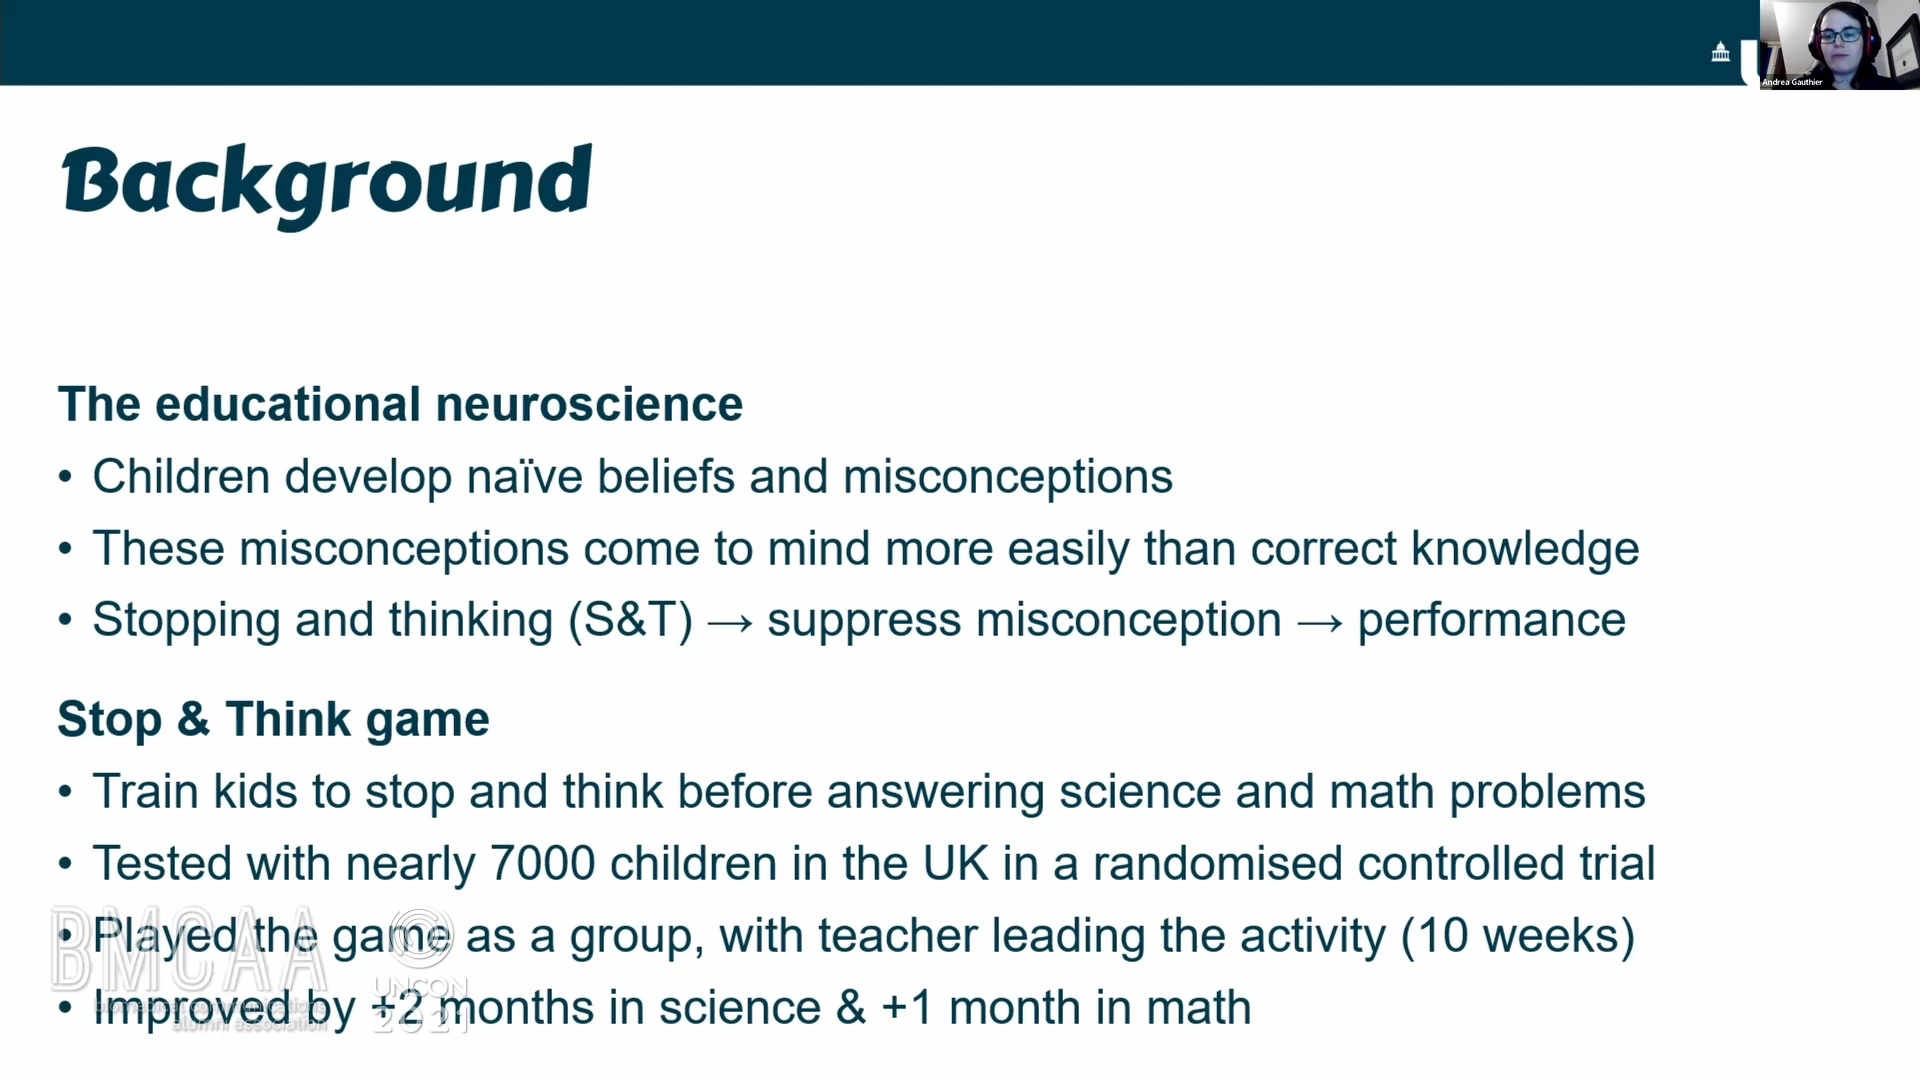 U
Andrea Gauthier
Background
The educational neuroscience
• Children develop naïve beliefs and misconceptions
• These misconceptions come to mind more easily than correct knowledge
• Stopping and thinking (S&T) → suppress misconception → performance
Stop & Think game
• Train kids to stop and think before answering science and math problems
• Tested with nearly 7000 children in the UK in a randomised controlled trial
• Played the game as a group, with teacher leading the activity (10 weeks)
• Improved by +2 months in science & +1 month in math
BMCAA
biomedical communications
alumni association
UNCON
2021